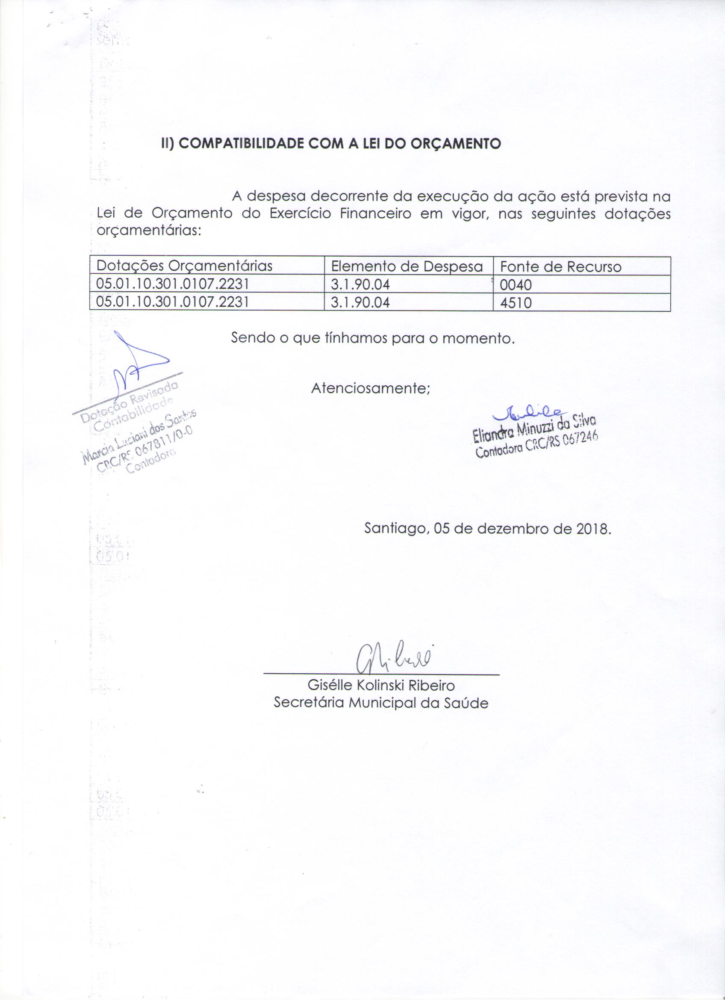 II) COMPATIBILIDADE COM A LEI DO ORÇAMENTO
A despesa decorrente da execução da ação está prevista na
Lei de Orçamento do Exercício Financeiro em vigor, nas seguintes dotações
orçamentárias:
Dotações Orçamentárias Elemento de Despesa Fonte de Recurso
05.01.10.301.0107.2231 3.1.90.04 0040
05.01.10.301.0107.2231 3.1.90.04 4510
Sendo o que tínhamos para o momento.
Atenciosamente;
Dotação Revisada
Contabilidade
Marcia Luciani dos Santos
CRC/RS 067811/0-0
Contadora
Eliandra Minuzzi da Silva
Contadora CRC/RS 067246
Santiago, 05 de dezembro de 2018.
Gisélle Kolinski Ribeiro
Secretária Municipal da Saúde